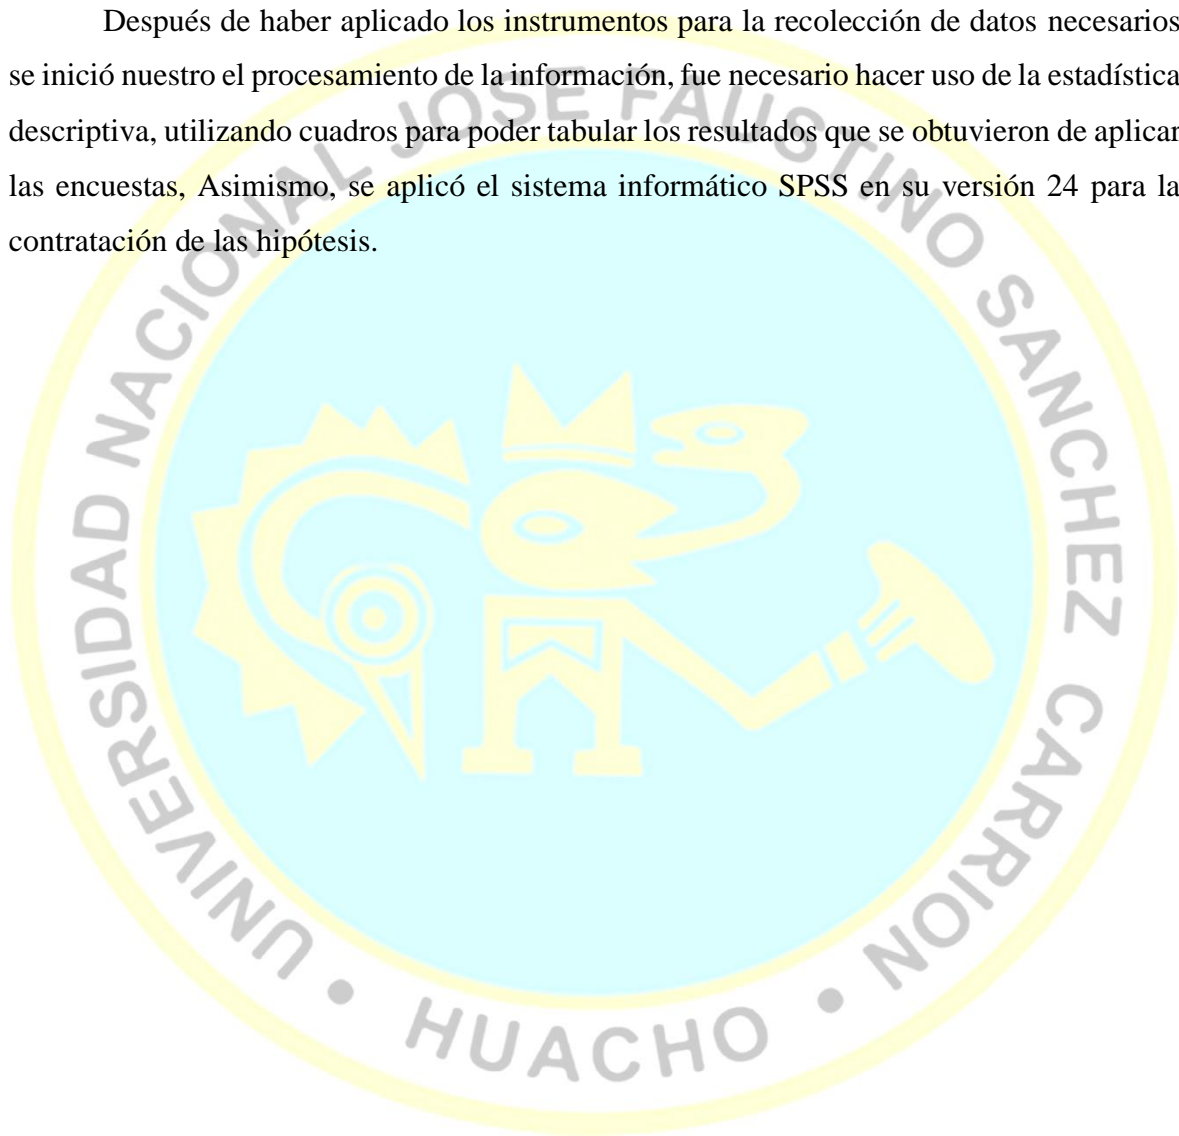 Después de haber aplicado los instrumentos para la recolección de datos necesarios
se inició nuestro el procesamiento de la información, fue necesario hacer uso de la estadística
descriptiva, utilizando cuadros para poder tabular los resultados que se obtuvieron de aplicar
las encuestas, Asimismo, se aplicó el sistema informático SPSS en su versión 24 para la
contratación de las hipótesis.
UNIVERSIDAD NACIONAL JOSE FAUSTINO SANCHEZ CARRION • HUACHO •